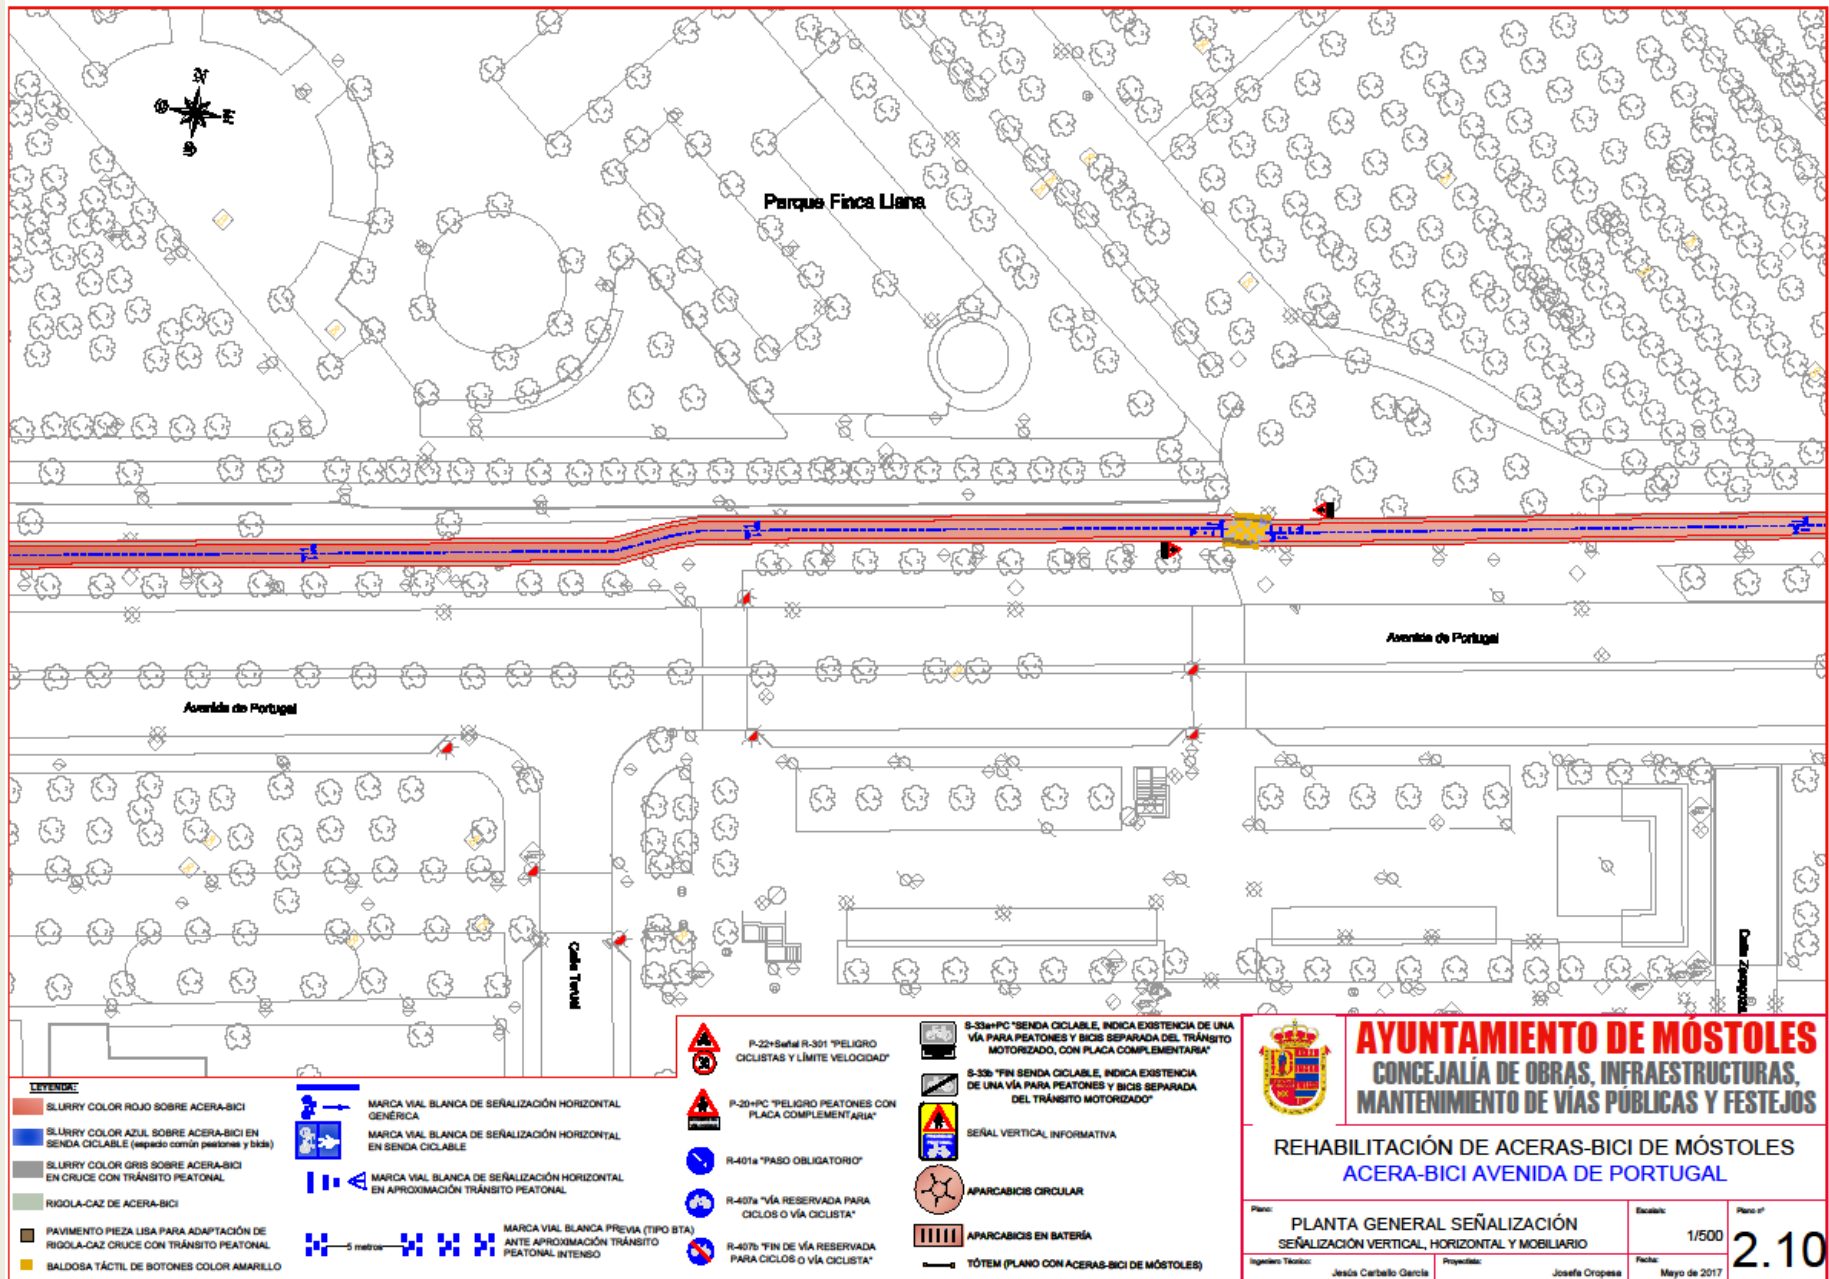 N
E
Parque Finca Liana
Avenida de Portugal
Avenida de Portugal
Calle Teruel
Calle Zaragoza
LEYENDA:
SLURRY COLOR ROJO SOBRE ACERA-BICI
SLURRY COLOR AZUL SOBRE ACERA-BICI EN
SENDA CICLABLE (espacio común peatones y bicis)
SLURRY COLOR GRIS SOBRE ACERA-BICI
EN CRUCE CON TRÁNSITO PEATONAL
RIGOLA-CAZ DE ACERA-BICI
PAVIMENTO PIEZA LISA PARA ADAPTACIÓN DE
RIGOLA-CAZ CRUCE CON TRÁNSITO PEATONAL
BALDOSA TÁCTIL DE BOTONES COLOR AMARILLO
MARCA VIAL BLANCA DE SEÑALIZACIÓN HORIZONTAL
GENÉRICA
MARCA VIAL BLANCA DE SEÑALIZACIÓN HORIZONTAL
EN SENDA CICLABLE
MARCA VIAL BLANCA DE SEÑALIZACIÓN HORIZONTAL
EN APROXIMACIÓN TRÁNSITO PEATONAL
5 metros
MARCA VIAL BLANCA PREVIA (TIPO BTA)
ANTE APROXIMACIÓN TRÁNSITO
PEATONAL INTENSO
P-22+Señal R-301 "PELIGRO
CICLISTAS Y LÍMITE VELOCIDAD"
P-20+PC "PELIGRO PEATONES CON
PLACA COMPLEMENTARIA"
R-401a "PASO OBLIGATORIO"
R-407a "VÍA RESERVADA PARA
CICLOS O VÍA CICLISTA"
R-407b "FIN DE VÍA RESERVADA
PARA CICLOS O VÍA CICLISTA"
S-33a+PC "SENDA CICLABLE, INDICA EXISTENCIA DE UNA
VÍA PARA PEATONES Y BICIS SEPARADA DEL TRÁNSITO
MOTORIZADO, CON PLACA COMPLEMENTARIA"
S-33b "FIN SENDA CICLABLE, INDICA EXISTENCIA
DE UNA VÍA PARA PEATONES Y BICIS SEPARADA
DEL TRÁNSITO MOTORIZADO"
SEÑAL VERTICAL INFORMATIVA
APARCABICIS CIRCULAR
APARCABICIS EN BATERÍA
TÓTEM (PLANO CON ACERAS-BICI DE MÓSTOLES)
AYUNTAMIENTO DE MÓSTOLES
CONCEJALÍA DE OBRAS, INFRAESTRUCTURAS,
MANTENIMIENTO DE VÍAS PÚBLICAS Y FESTEJOS
REHABILITACIÓN DE ACERAS-BICI DE MÓSTOLES
ACERA-BICI AVENIDA DE PORTUGAL
Plano:
PLANTA GENERAL SEÑALIZACIÓN
SEÑALIZACIÓN VERTICAL, HORIZONTAL Y MOBILIARIO
Escala/s:
1/500
Plano nº
2.10
Ingeniero Técnico:
Jesús Carballo García
Proyectista:
Josefa Oropesa
Fecha:
Mayo de 2017